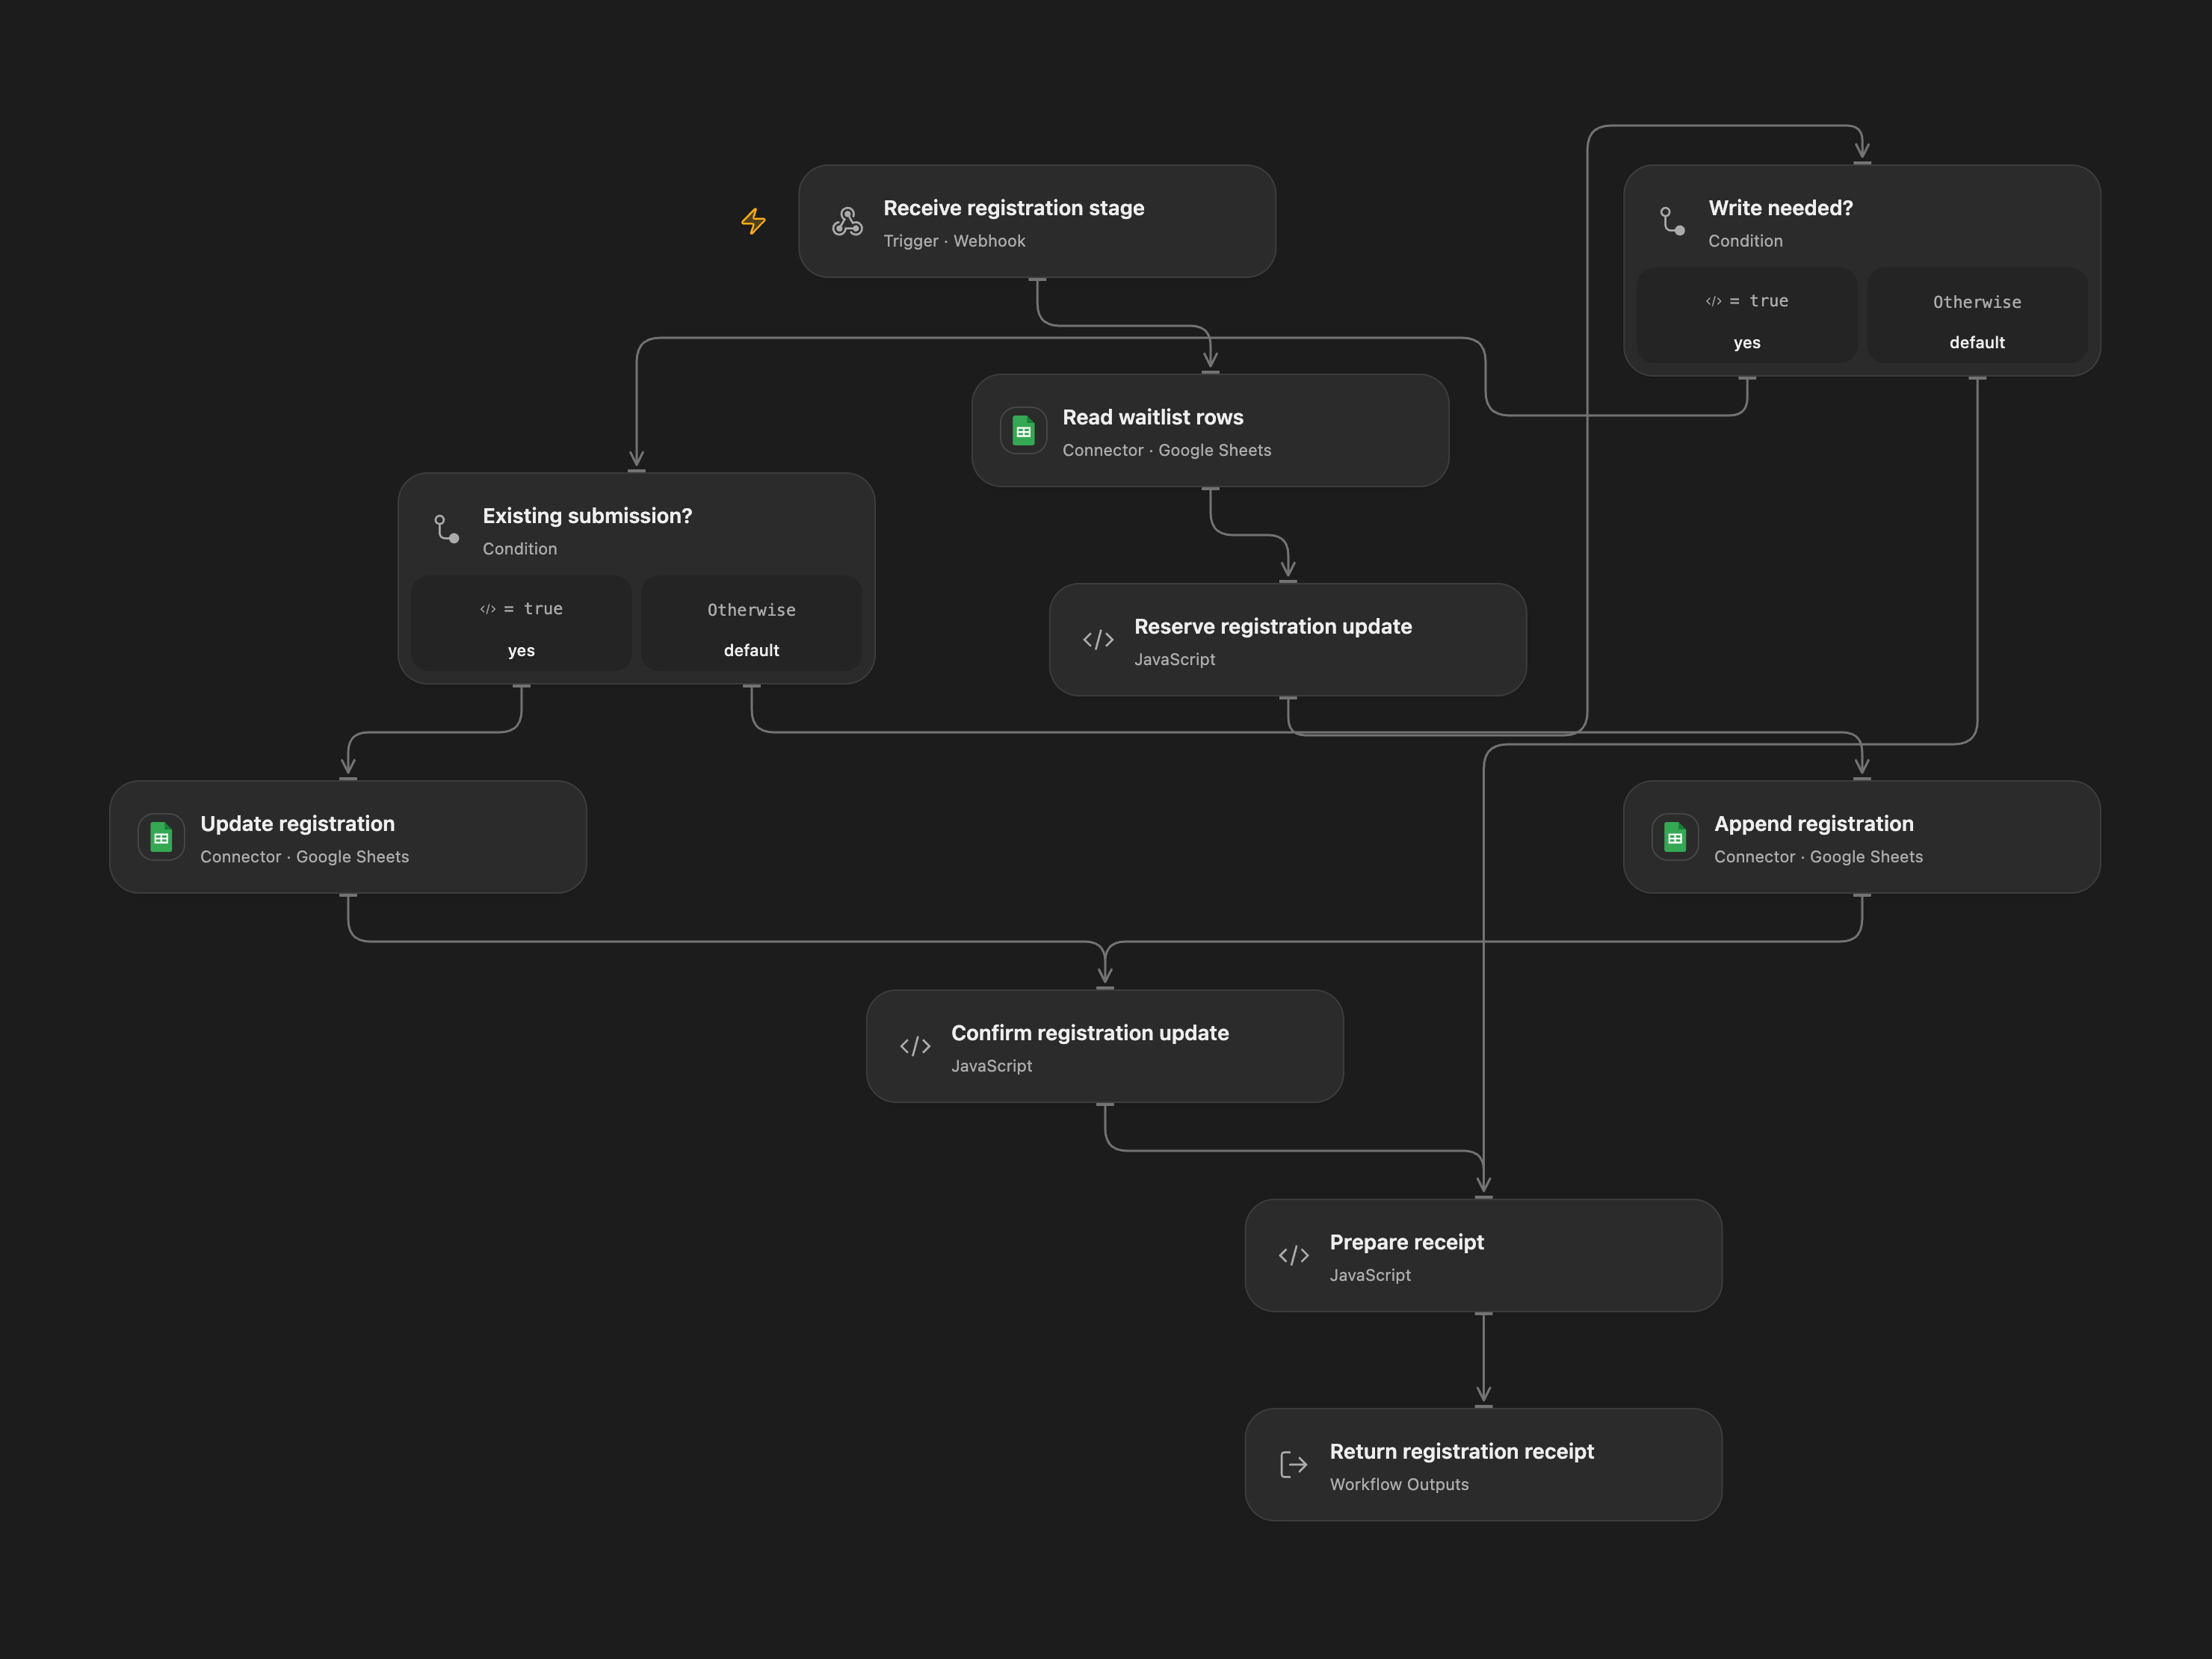 Receive registration stage
Trigger · Webhook
Write needed?
Condition
</> = true
Otherwise
yes
default
Read waitlist rows
Connector · Google Sheets
Existing submission?
Condition
</> = true
Otherwise
yes
default
Reserve registration update
JavaScript
Update registration
Connector · Google Sheets
Append registration
Connector · Google Sheets
Confirm registration update
JavaScript
Prepare receipt
JavaScript
Return registration receipt
Workflow Outputs